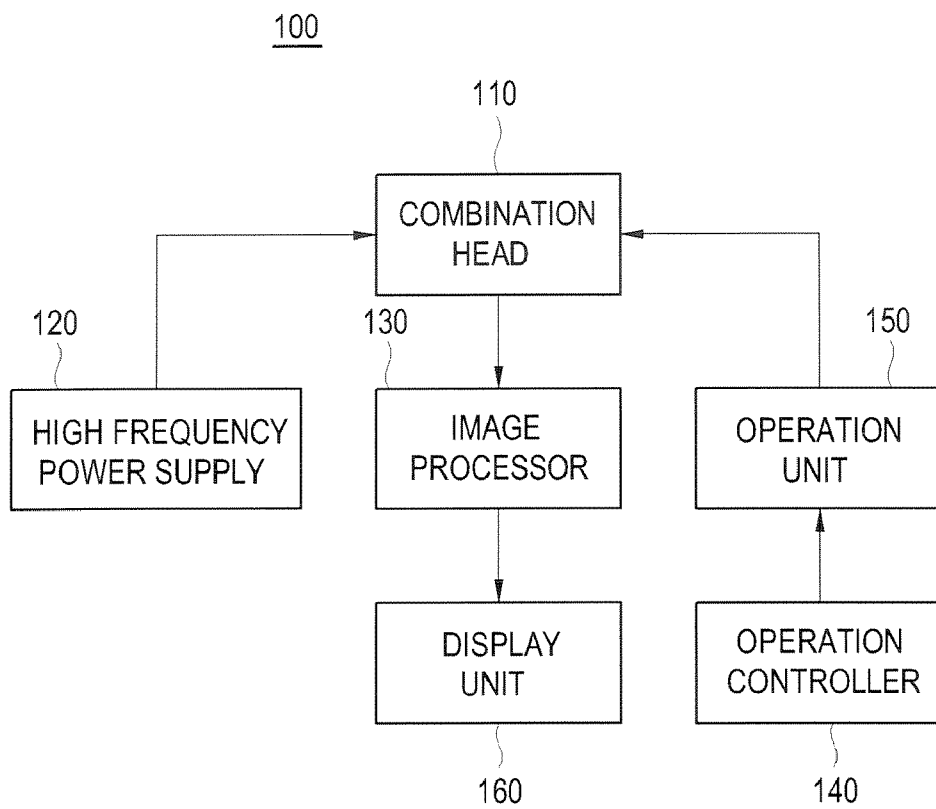 100
110
COMBINATION
HEAD
120
130
150
HIGH FREQUENCY
POWER SUPPLY
IMAGE
PROCESSOR
OPERATION
UNIT
DISPLAY
UNIT
OPERATION
CONTROLLER
160
140